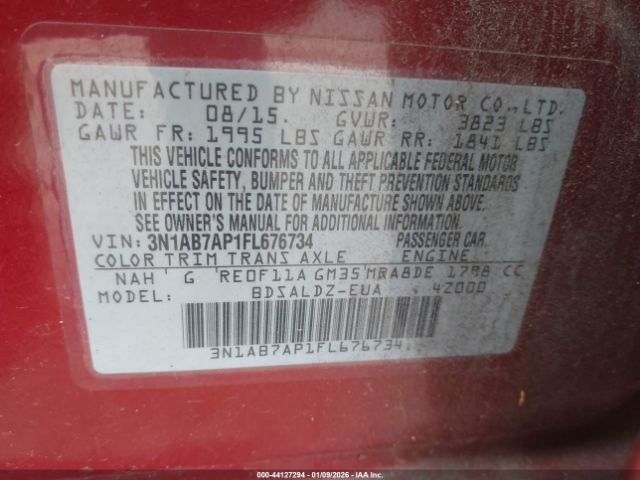 MANUFACTURED BY NISSAN MOTOR CO., LTD.
DATE: 08/15. GVWR: 3823 LBS
GAWR FR: 1995 LBS GAWR RR: 1841 LBS
THIS VEHICLE CONFORMS TO ALL APPLICABLE FEDERAL MOTOR
VEHICLE SAFETY, BUMPER AND THEFT PREVENTION STANDARDS
IN EFFECT ON THE DATE OF MANUFACTURE SHOWN ABOVE.
SEE OWNER'S MANUAL FOR ADDITIONAL INFORMATION
VIN: 3N1AB7AP1FL676734 PASSENGER CAR
COLOR TRIM TRANS AXLE ENGINE
NAH G RE0F11A GM35 MRA8DE 1798 CC
MODEL: BDSALDZ-EUA 42000
3N1AB7AP1FL676734
000-44127294 - 01/09/2026 - IAA, Inc.